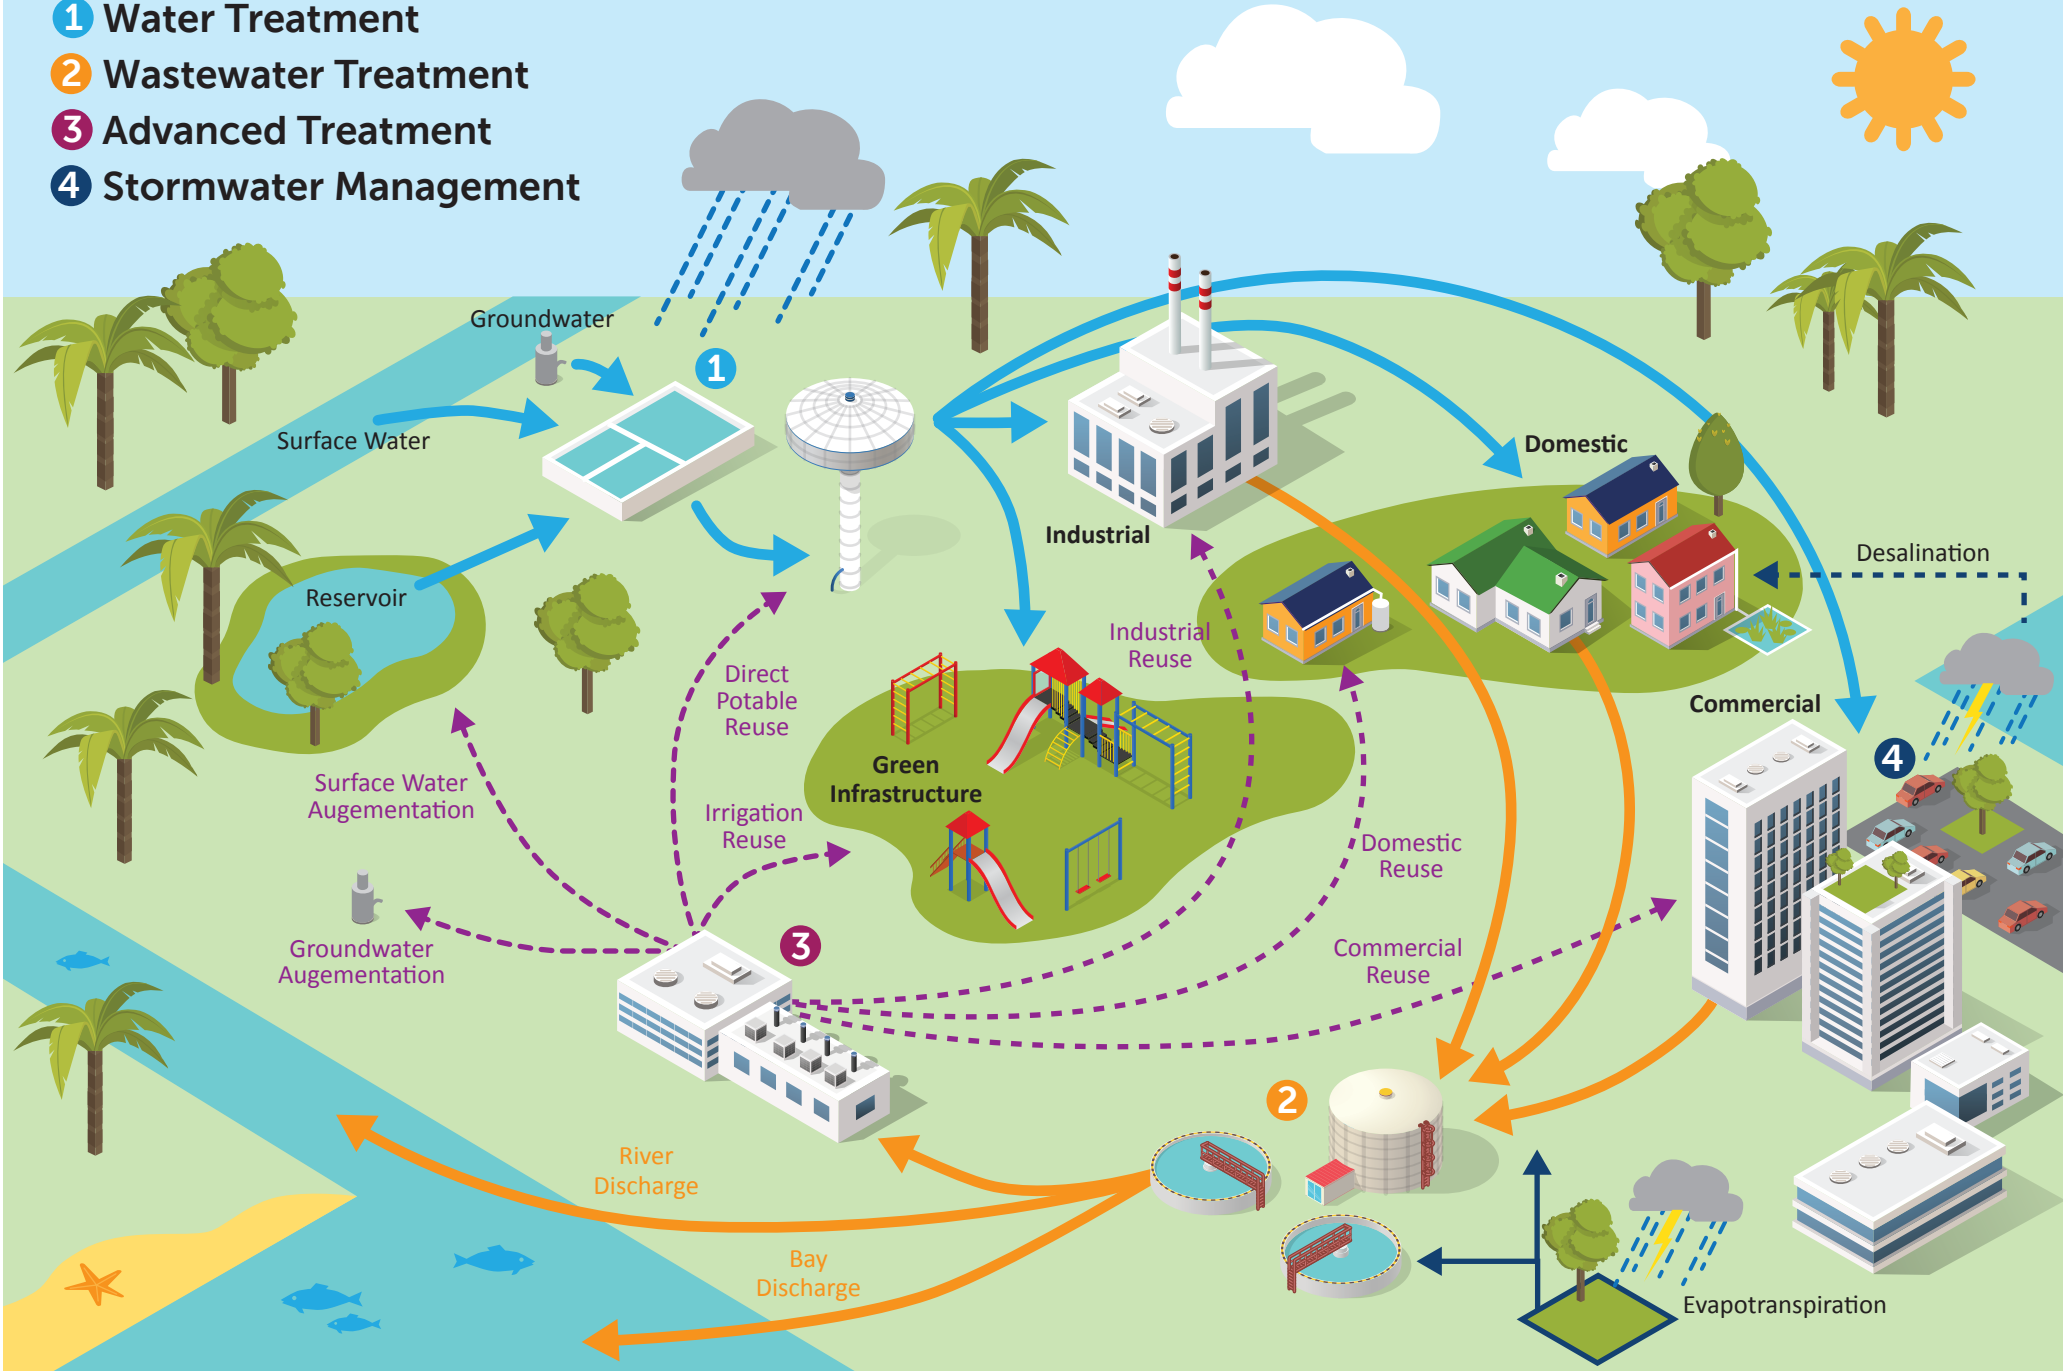 1 Water Treatment
2 Wastewater Treatment
3 Advanced Treatment
4 Stormwater Management
Groundwater
1
Surface Water
Domestic
Industrial
Desalination
Reservoir
Industrial
Reuse
Direct
Potable
Reuse
Commercial
4
Green
Infrastructure
Surface Water
Augementation
Irrigation
Reuse
Domestic
Reuse
3
Groundwater
Augementation
Commercial
Reuse
2
River
Discharge
Bay
Discharge
Evapotranspiration